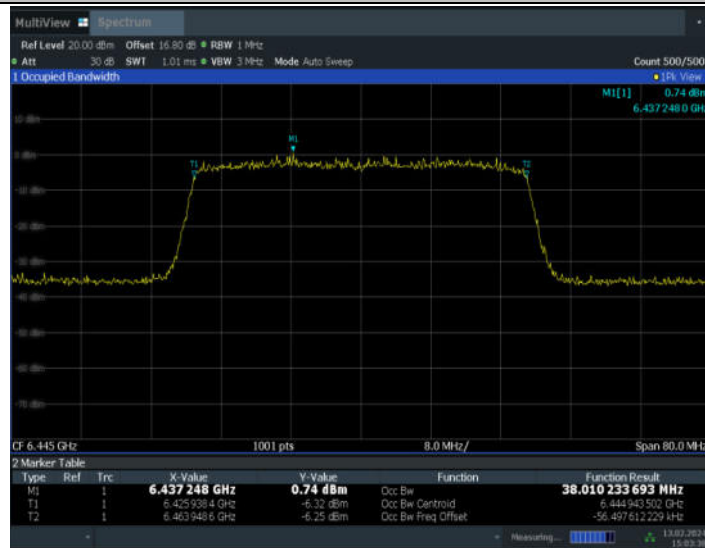 MultiView Spectrum
Ref Level 20.00 dBm Offset 16.80 dB RBW 1 MHz
Att 30 dB SWT 1.01 ms VBW 3 MHz Mode Auto Sweep Count 500/500
1 Occupied Bandwidth 1Pk View
M1[1] 0.74 dBm
6.437 248 0 GHz
10 dBm
M1
0 dBm
T1 T2
-10 dBm
-20 dBm
-30 dBm
-40 dBm
-50 dBm
-60 dBm
-70 dBm
CF 6.445 GHz 1001 pts 8.0 MHz/ Span 80.0 MHz
2 Marker Table
Type Ref Trc X-Value Y-Value Function Function Result
M1 1 6.437 248 GHz 0.74 dBm Occ Bw 38.010 233 693 MHz
T1 1 6.425 938 4 GHz -6.32 dBm Occ Bw Centroid 6.444 943 502 GHz
T2 1 6.463 948 6 GHz -6.25 dBm Occ Bw Freq Offset -56.497 612 229 kHz
Measuring...